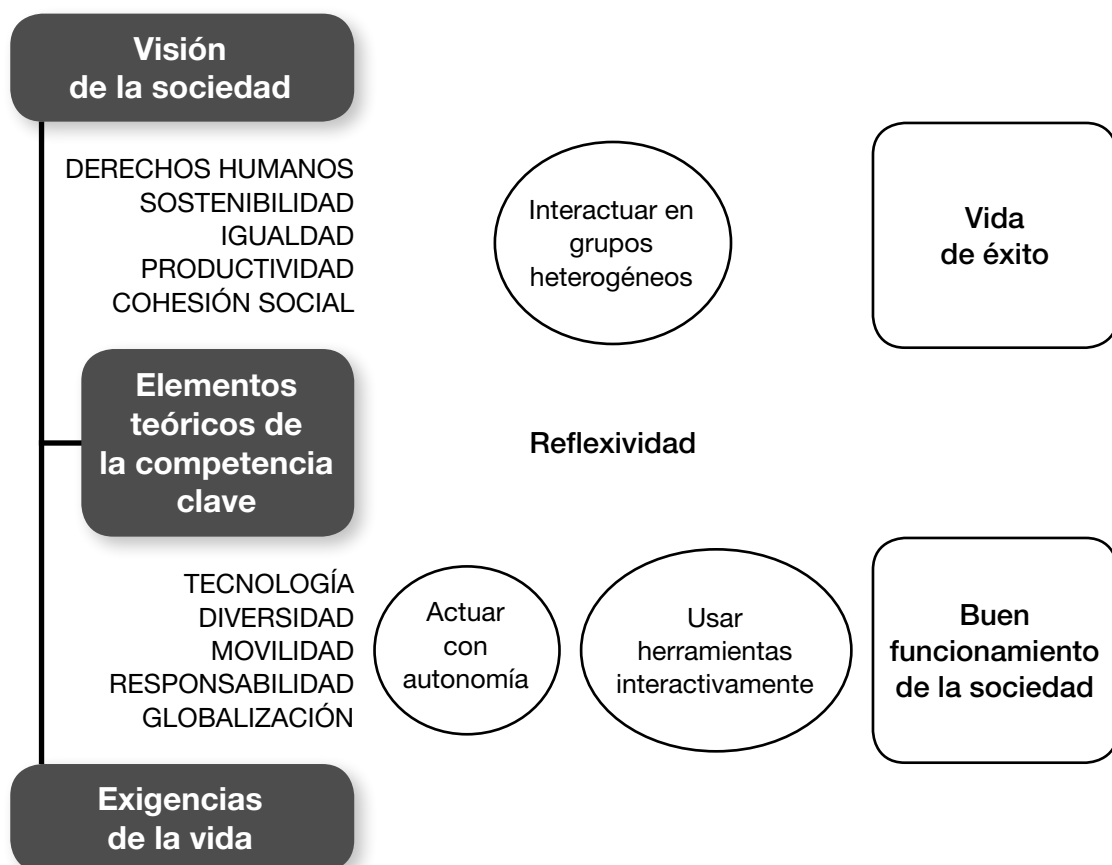 Visión
de la sociedad
DERECHOS HUMANOS
SOSTENIBILIDAD
IGUALDAD
PRODUCTIVIDAD
COHESIÓN SOCIAL
Interactuar en
grupos
heterogéneos
Vida
de éxito
Elementos
teóricos de
la competencia
clave
Reflexividad
TECNOLOGÍA
DIVERSIDAD
MOVILIDAD
RESPONSABILIDAD
GLOBALIZACIÓN
Actuar
con
autonomía
Usar
herramientas
interactivamente
Buen
funcionamiento
de la sociedad
Exigencias
de la vida